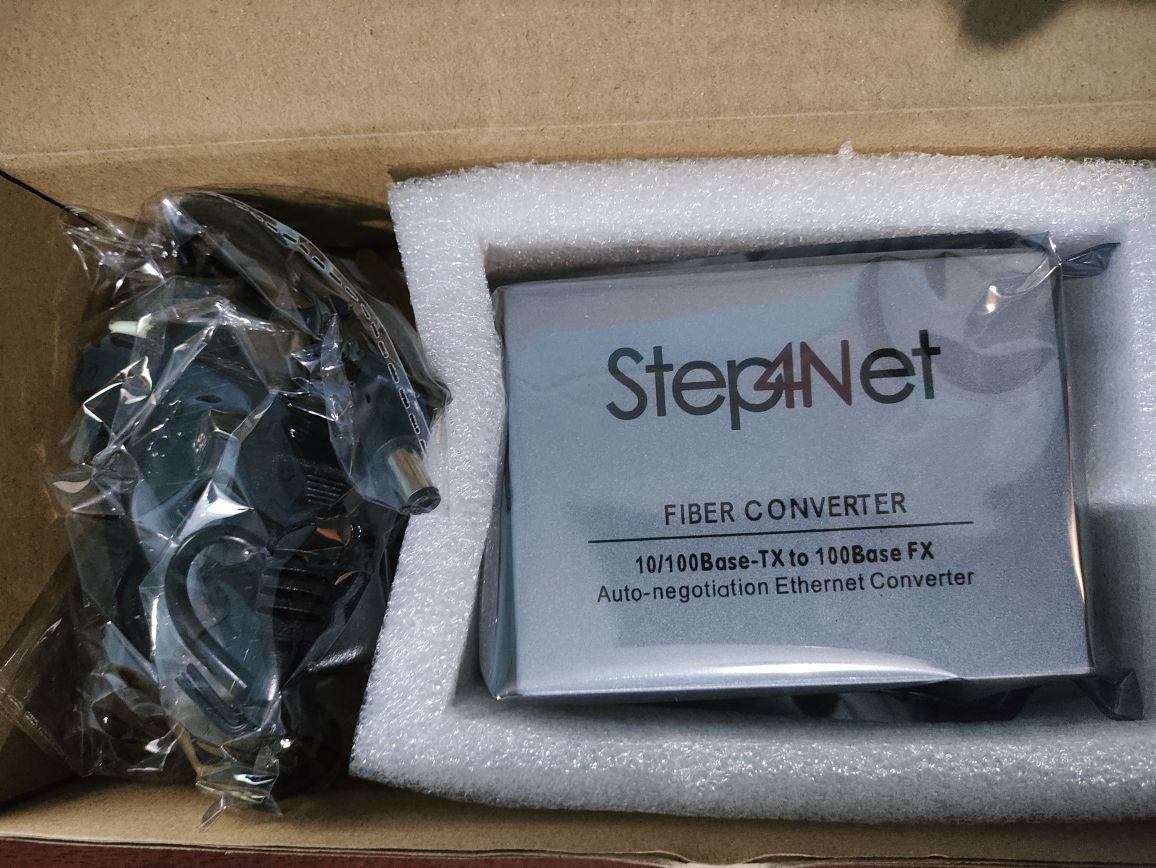 Step4Net
FIBER CONVERTER
10/100Base-TX to 100Base FX
Auto-negotiation Ethernet Converter